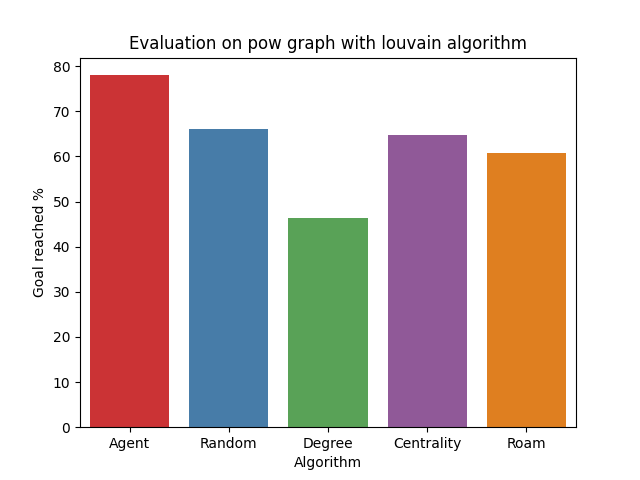 Evaluation on pow graph with louvain algorithm
80
70
60
50
40
30
20
10
0
Goal reached %
Agent Random Degree Centrality Roam
Algorithm